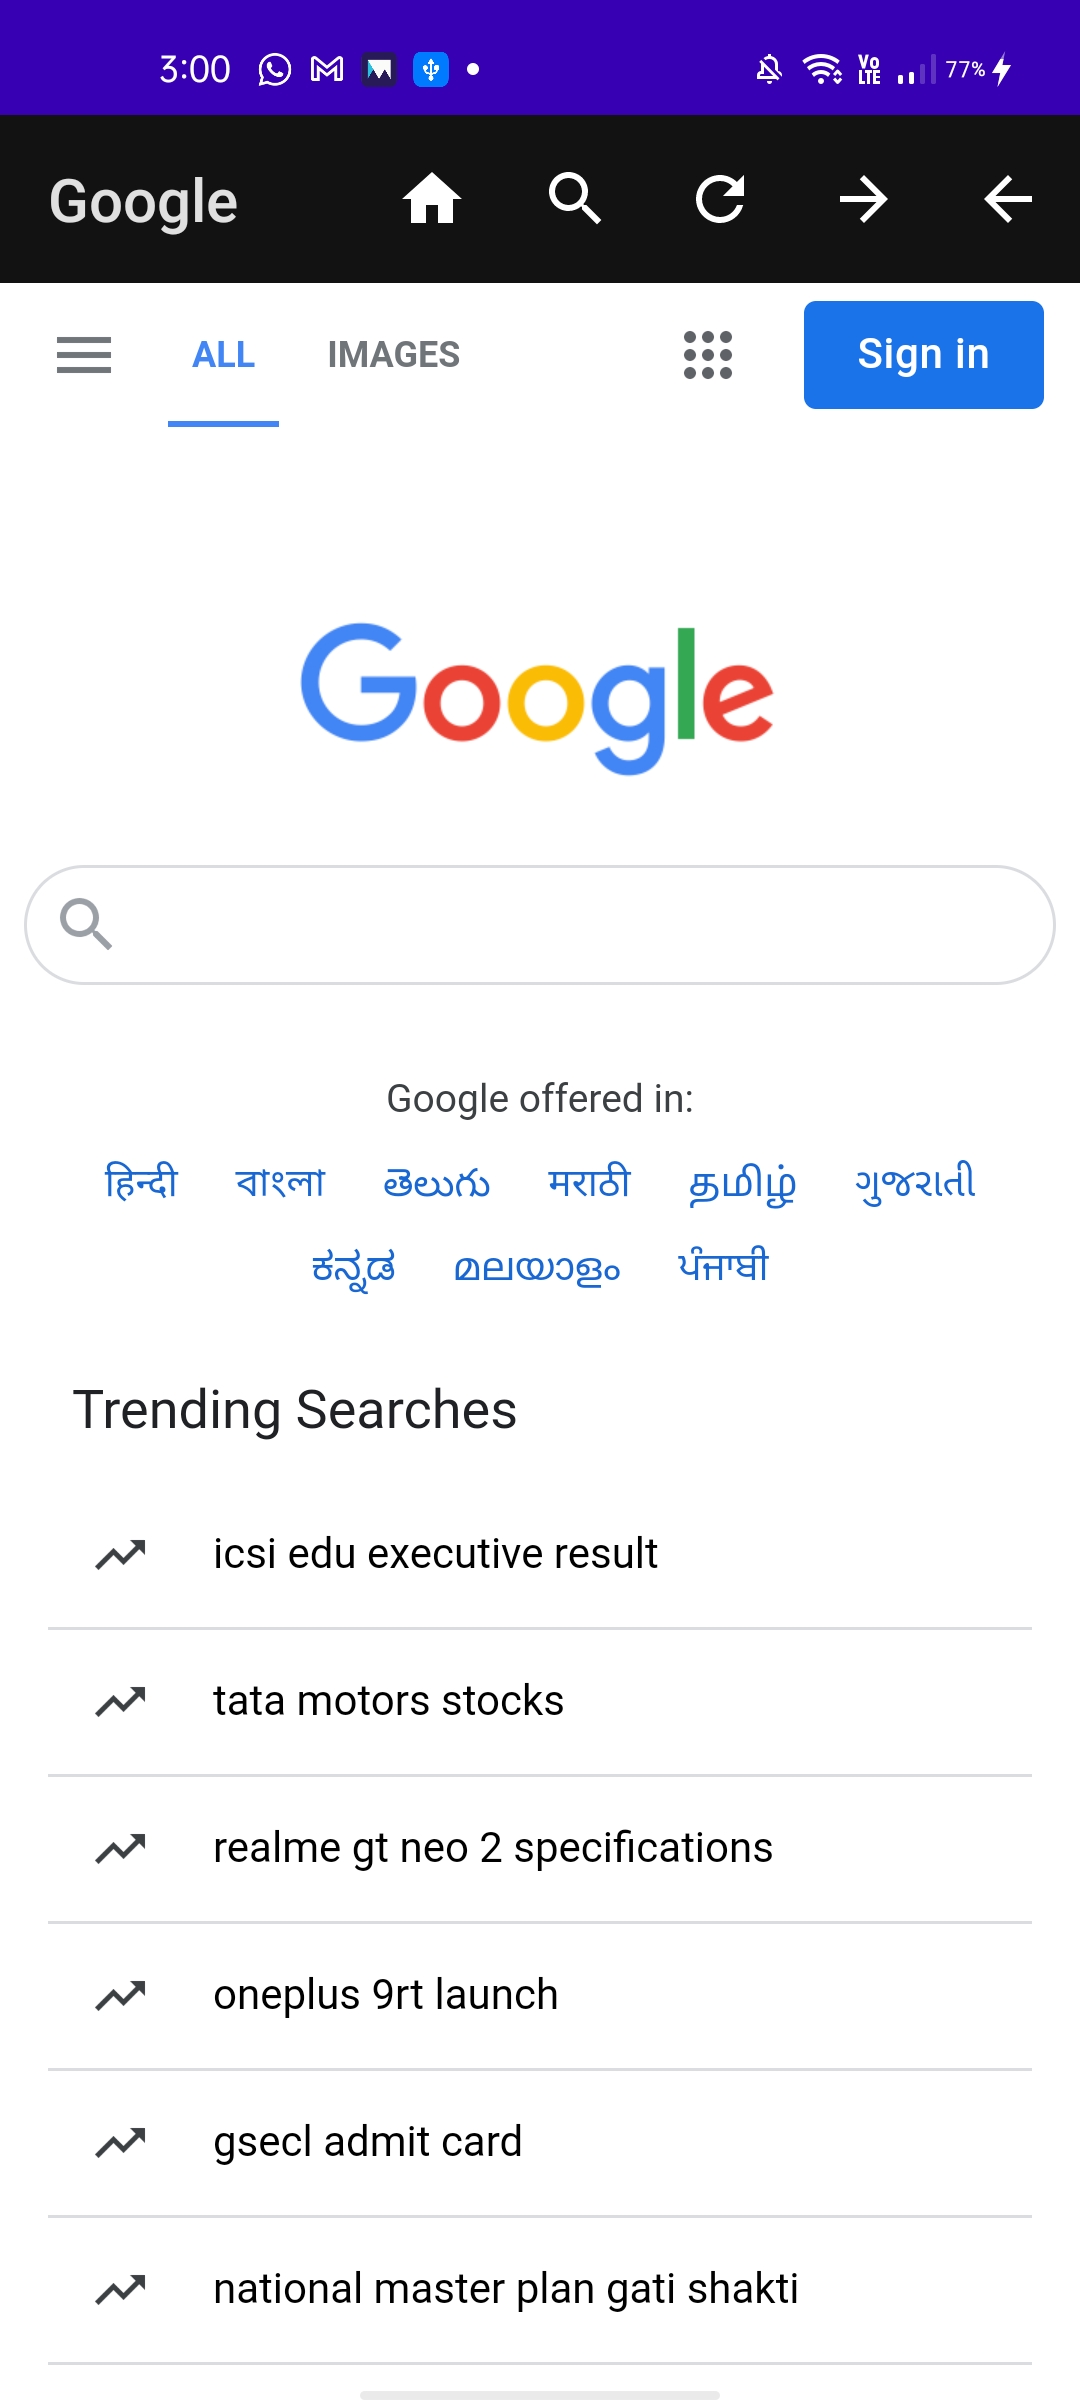 3:00 Vo LTE 77%
Google
ALL IMAGES Sign in
Google
Google offered in:
हिन्दी বাংলা తెలుగు मराठी தமிழ் ગુજરાતી
ಕನ್ನಡ മലയാളം ਪੰਜਾਬੀ
Trending Searches
icsi edu executive result
tata motors stocks
realme gt neo 2 specifications
oneplus 9rt launch
gsecl admit card
national master plan gati shakti